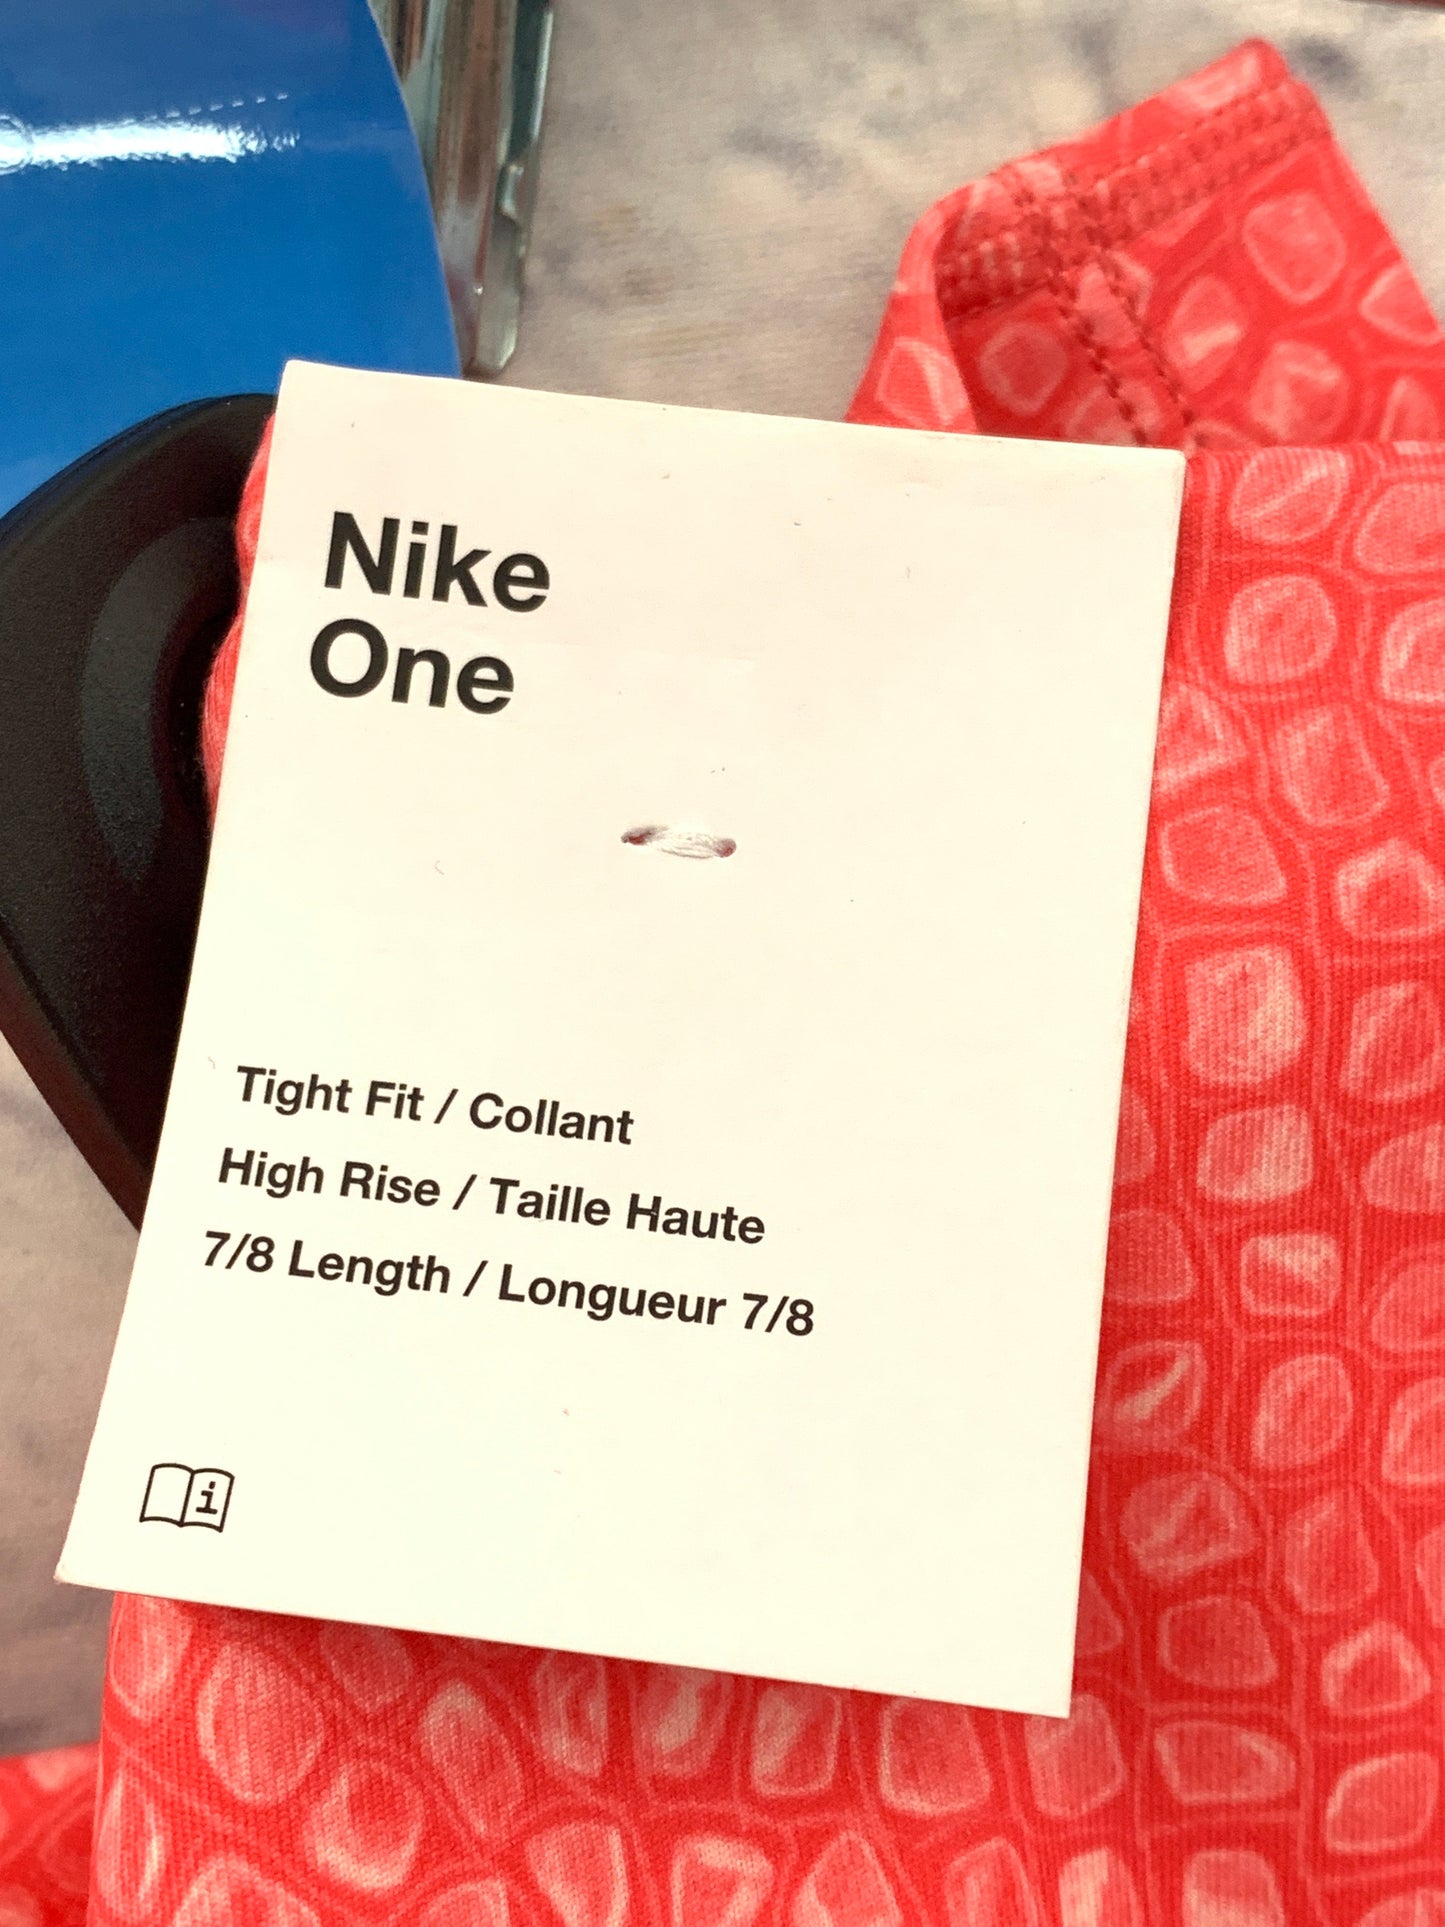 Nike
One
Tight Fit / Collant
High Rise / Taille Haute
7/8 Length / Longueur 7/8
i